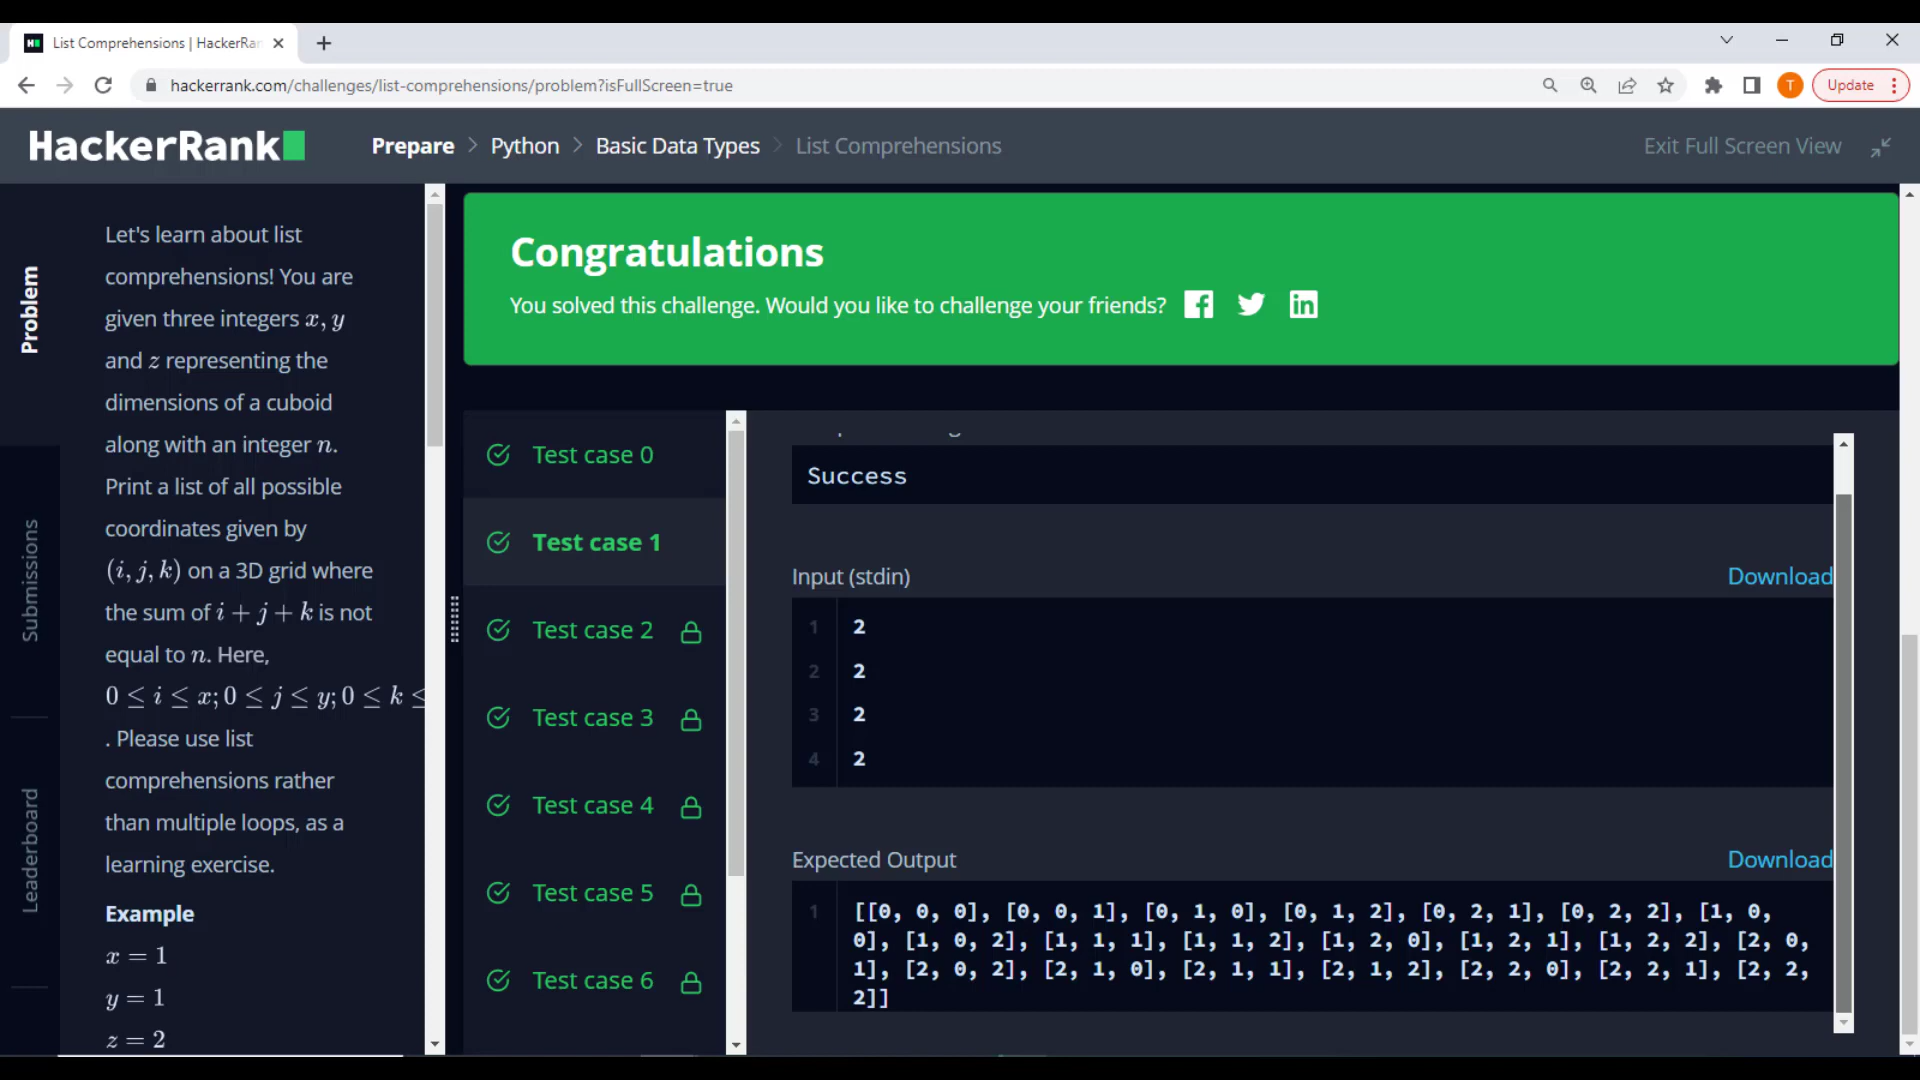 List Comprehensions | HackerRan
hackerrank.com/challenges/list-comprehensions/problem?isFullScreen=true
T
Update
HackerRank
Prepare > Python > Basic Data Types > List Comprehensions
Exit Full Screen View
Problem
Submissions
Leaderboard
Let's learn about list
comprehensions! You are
given three integers x, y
and z representing the
dimensions of a cuboid
along with an integer n.
Print a list of all possible
coordinates given by
(i, j, k) on a 3D grid where
the sum of i + j + k is not
equal to n. Here,
0 ≤ i ≤ x; 0 ≤ j ≤ y; 0 ≤ k ≤
. Please use list
comprehensions rather
than multiple loops, as a
learning exercise.
Example
x = 1
y = 1
z = 2
Congratulations
You solved this challenge. Would you like to challenge your friends?
Test case 0
Test case 1
Test case 2
Test case 3
Test case 4
Test case 5
Test case 6
Success
Input (stdin)
Download
1 2
2 2
3 2
4 2
Expected Output
Download
1 [[0, 0, 0], [0, 0, 1], [0, 1, 0], [0, 1, 2], [0, 2, 1], [0, 2, 2], [1, 0,
0], [1, 0, 2], [1, 1, 1], [1, 1, 2], [1, 2, 0], [1, 2, 1], [1, 2, 2], [2, 0,
1], [2, 0, 2], [2, 1, 0], [2, 1, 1], [2, 1, 2], [2, 2, 0], [2, 2, 1], [2, 2,
2]]